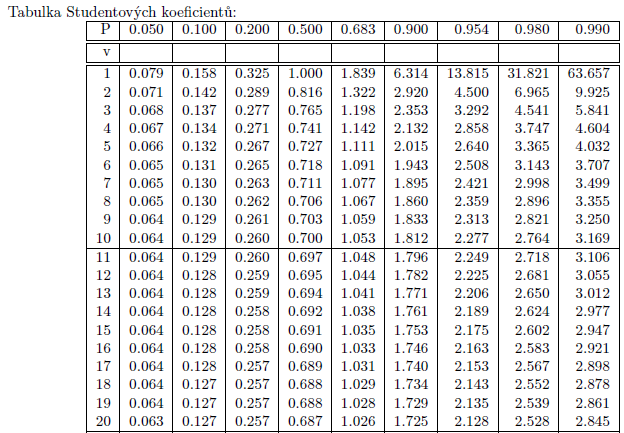 Tabulka Studentových koeficientů:
P 0.050 0.100 0.200 0.500 0.683 0.900 0.954 0.980 0.990
v
1 0.079 0.158 0.325 1.000 1.839 6.314 13.815 31.821 63.657
2 0.071 0.142 0.289 0.816 1.322 2.920 4.500 6.965 9.925
3 0.068 0.137 0.277 0.765 1.198 2.353 3.292 4.541 5.841
4 0.067 0.134 0.271 0.741 1.142 2.132 2.858 3.747 4.604
5 0.066 0.132 0.267 0.727 1.111 2.015 2.640 3.365 4.032
6 0.065 0.131 0.265 0.718 1.091 1.943 2.508 3.143 3.707
7 0.065 0.130 0.263 0.711 1.077 1.895 2.421 2.998 3.499
8 0.065 0.130 0.262 0.706 1.067 1.860 2.359 2.896 3.355
9 0.064 0.129 0.261 0.703 1.059 1.833 2.313 2.821 3.250
10 0.064 0.129 0.260 0.700 1.053 1.812 2.277 2.764 3.169
11 0.064 0.129 0.260 0.697 1.048 1.796 2.249 2.718 3.106
12 0.064 0.128 0.259 0.695 1.044 1.782 2.225 2.681 3.055
13 0.064 0.128 0.259 0.694 1.041 1.771 2.206 2.650 3.012
14 0.064 0.128 0.258 0.692 1.038 1.761 2.189 2.624 2.977
15 0.064 0.128 0.258 0.691 1.035 1.753 2.175 2.602 2.947
16 0.064 0.128 0.258 0.690 1.033 1.746 2.163 2.583 2.921
17 0.064 0.128 0.257 0.689 1.031 1.740 2.153 2.567 2.898
18 0.064 0.127 0.257 0.688 1.029 1.734 2.143 2.552 2.878
19 0.064 0.127 0.257 0.688 1.028 1.729 2.135 2.539 2.861
20 0.063 0.127 0.257 0.687 1.026 1.725 2.128 2.528 2.845